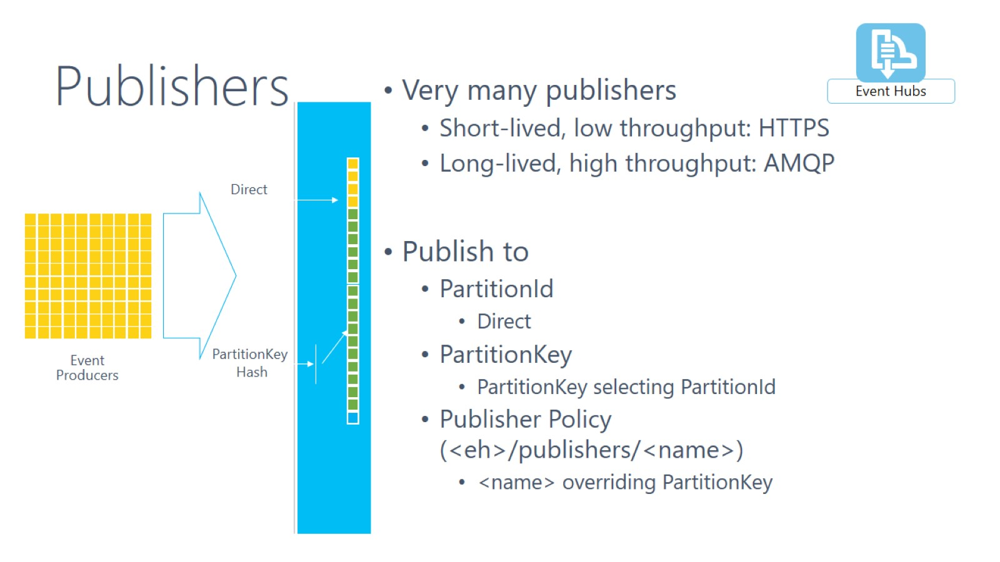 Publishers
Event Hubs
• Very many publishers
• Short-lived, low throughput: HTTPS
• Long-lived, high throughput: AMQP
Direct
Event
Producers
PartitionKey
Hash
• Publish to
• PartitionId
• Direct
• PartitionKey
• PartitionKey selecting PartitionId
• Publisher Policy
(<eh>/publishers/<name>)
• <name> overriding PartitionKey